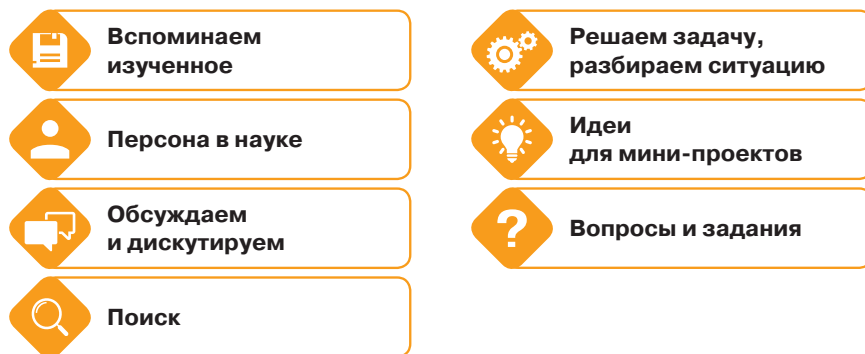 Вспоминаем
изученное
Персона в науке
Обсуждаем
и дискутируем
Поиск
Решаем задачу,
разбираем ситуацию
Идеи
для мини-проектов
?
Вопросы и задания